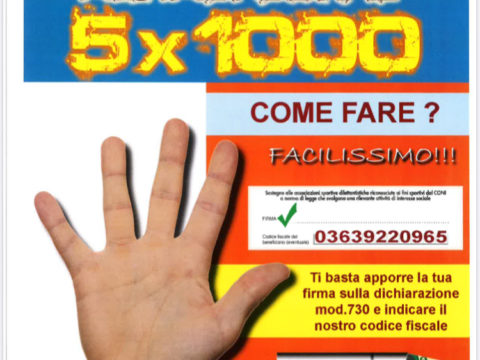 5x1000
COME FARE ?
FACILISSIMO!!!
Sostegno alle associazioni sportive dilettantistiche riconosciute ai fini sportivi dal CONI
a norma di legge che svolgono una rilevante attività di interesse sociale
FIRMA
Codice fiscale del
beneficiario (eventuale)
03639220965
Ti basta apporre la tua
firma sulla dichiarazione
mod.730 e indicare il
nostro codice fiscale